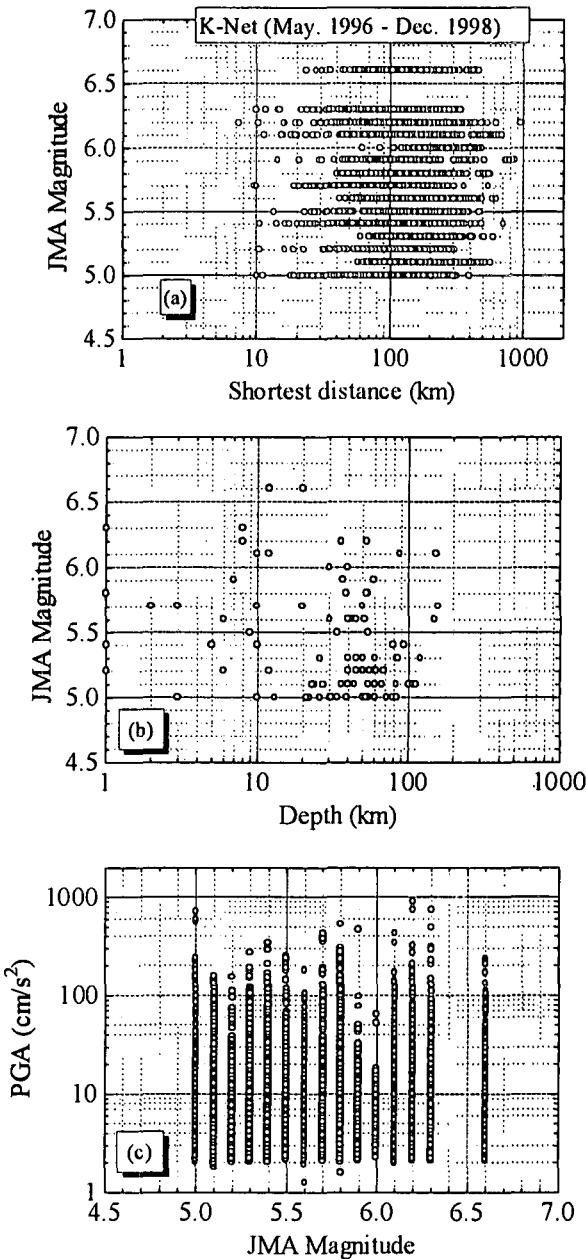 K-Net (May. 1996 - Dec. 1998)
7.0
6.5
6.0
5.5
5.0
4.5
JMA Magnitude
(a)
1 10 100 1000
Shortest distance (km)
7.0
6.5
6.0
5.5
5.0
4.5
JMA Magnitude
(b)
1 10 100 1000
Depth (km)
1000
100
10
1
PGA (cm/s²)
(c)
4.5 5.0 5.5 6.0 6.5 7.0
JMA Magnitude